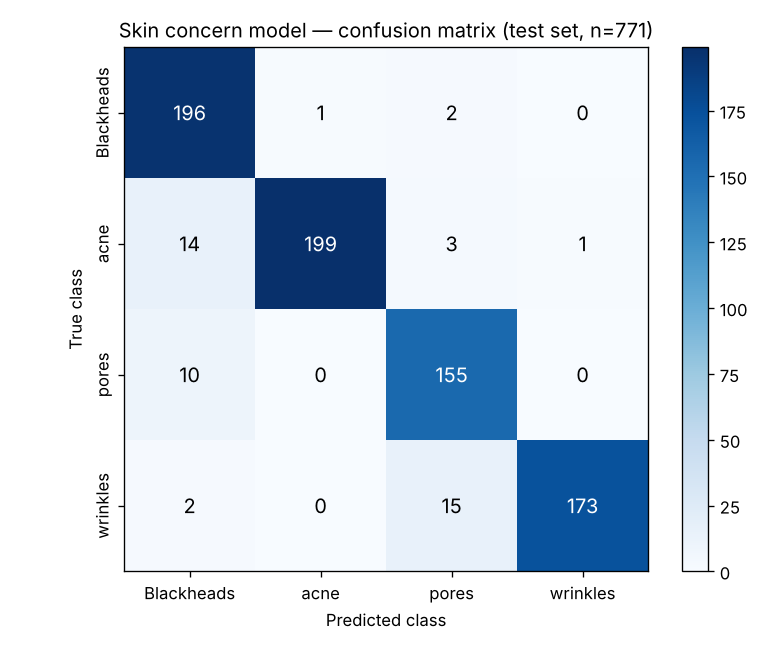 Skin concern model — confusion matrix (test set, n=771)
Blackheads
196 1 2 0
acne
14 199 3 1
pores
10 0 155 0
wrinkles
2 0 15 173
True class
Blackheads acne pores wrinkles
Predicted class
175
150
125
100
75
50
25
0